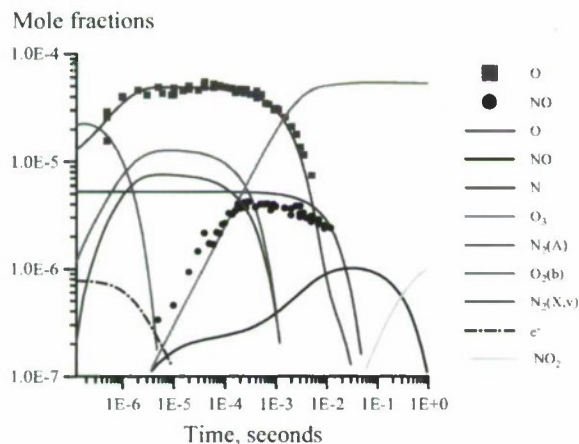 Mole fractions
1.0E-4
1.0E-5
1.0E-6
1.0E-7
1E-6 1E-5 1E-4 1E-3 1E-2 1E-1 1E+0
Time, seconds
O
NO
O
NO
N
O₃
N₂(A)
O₂(b)
N₂(X,v)
e⁻
NO₂